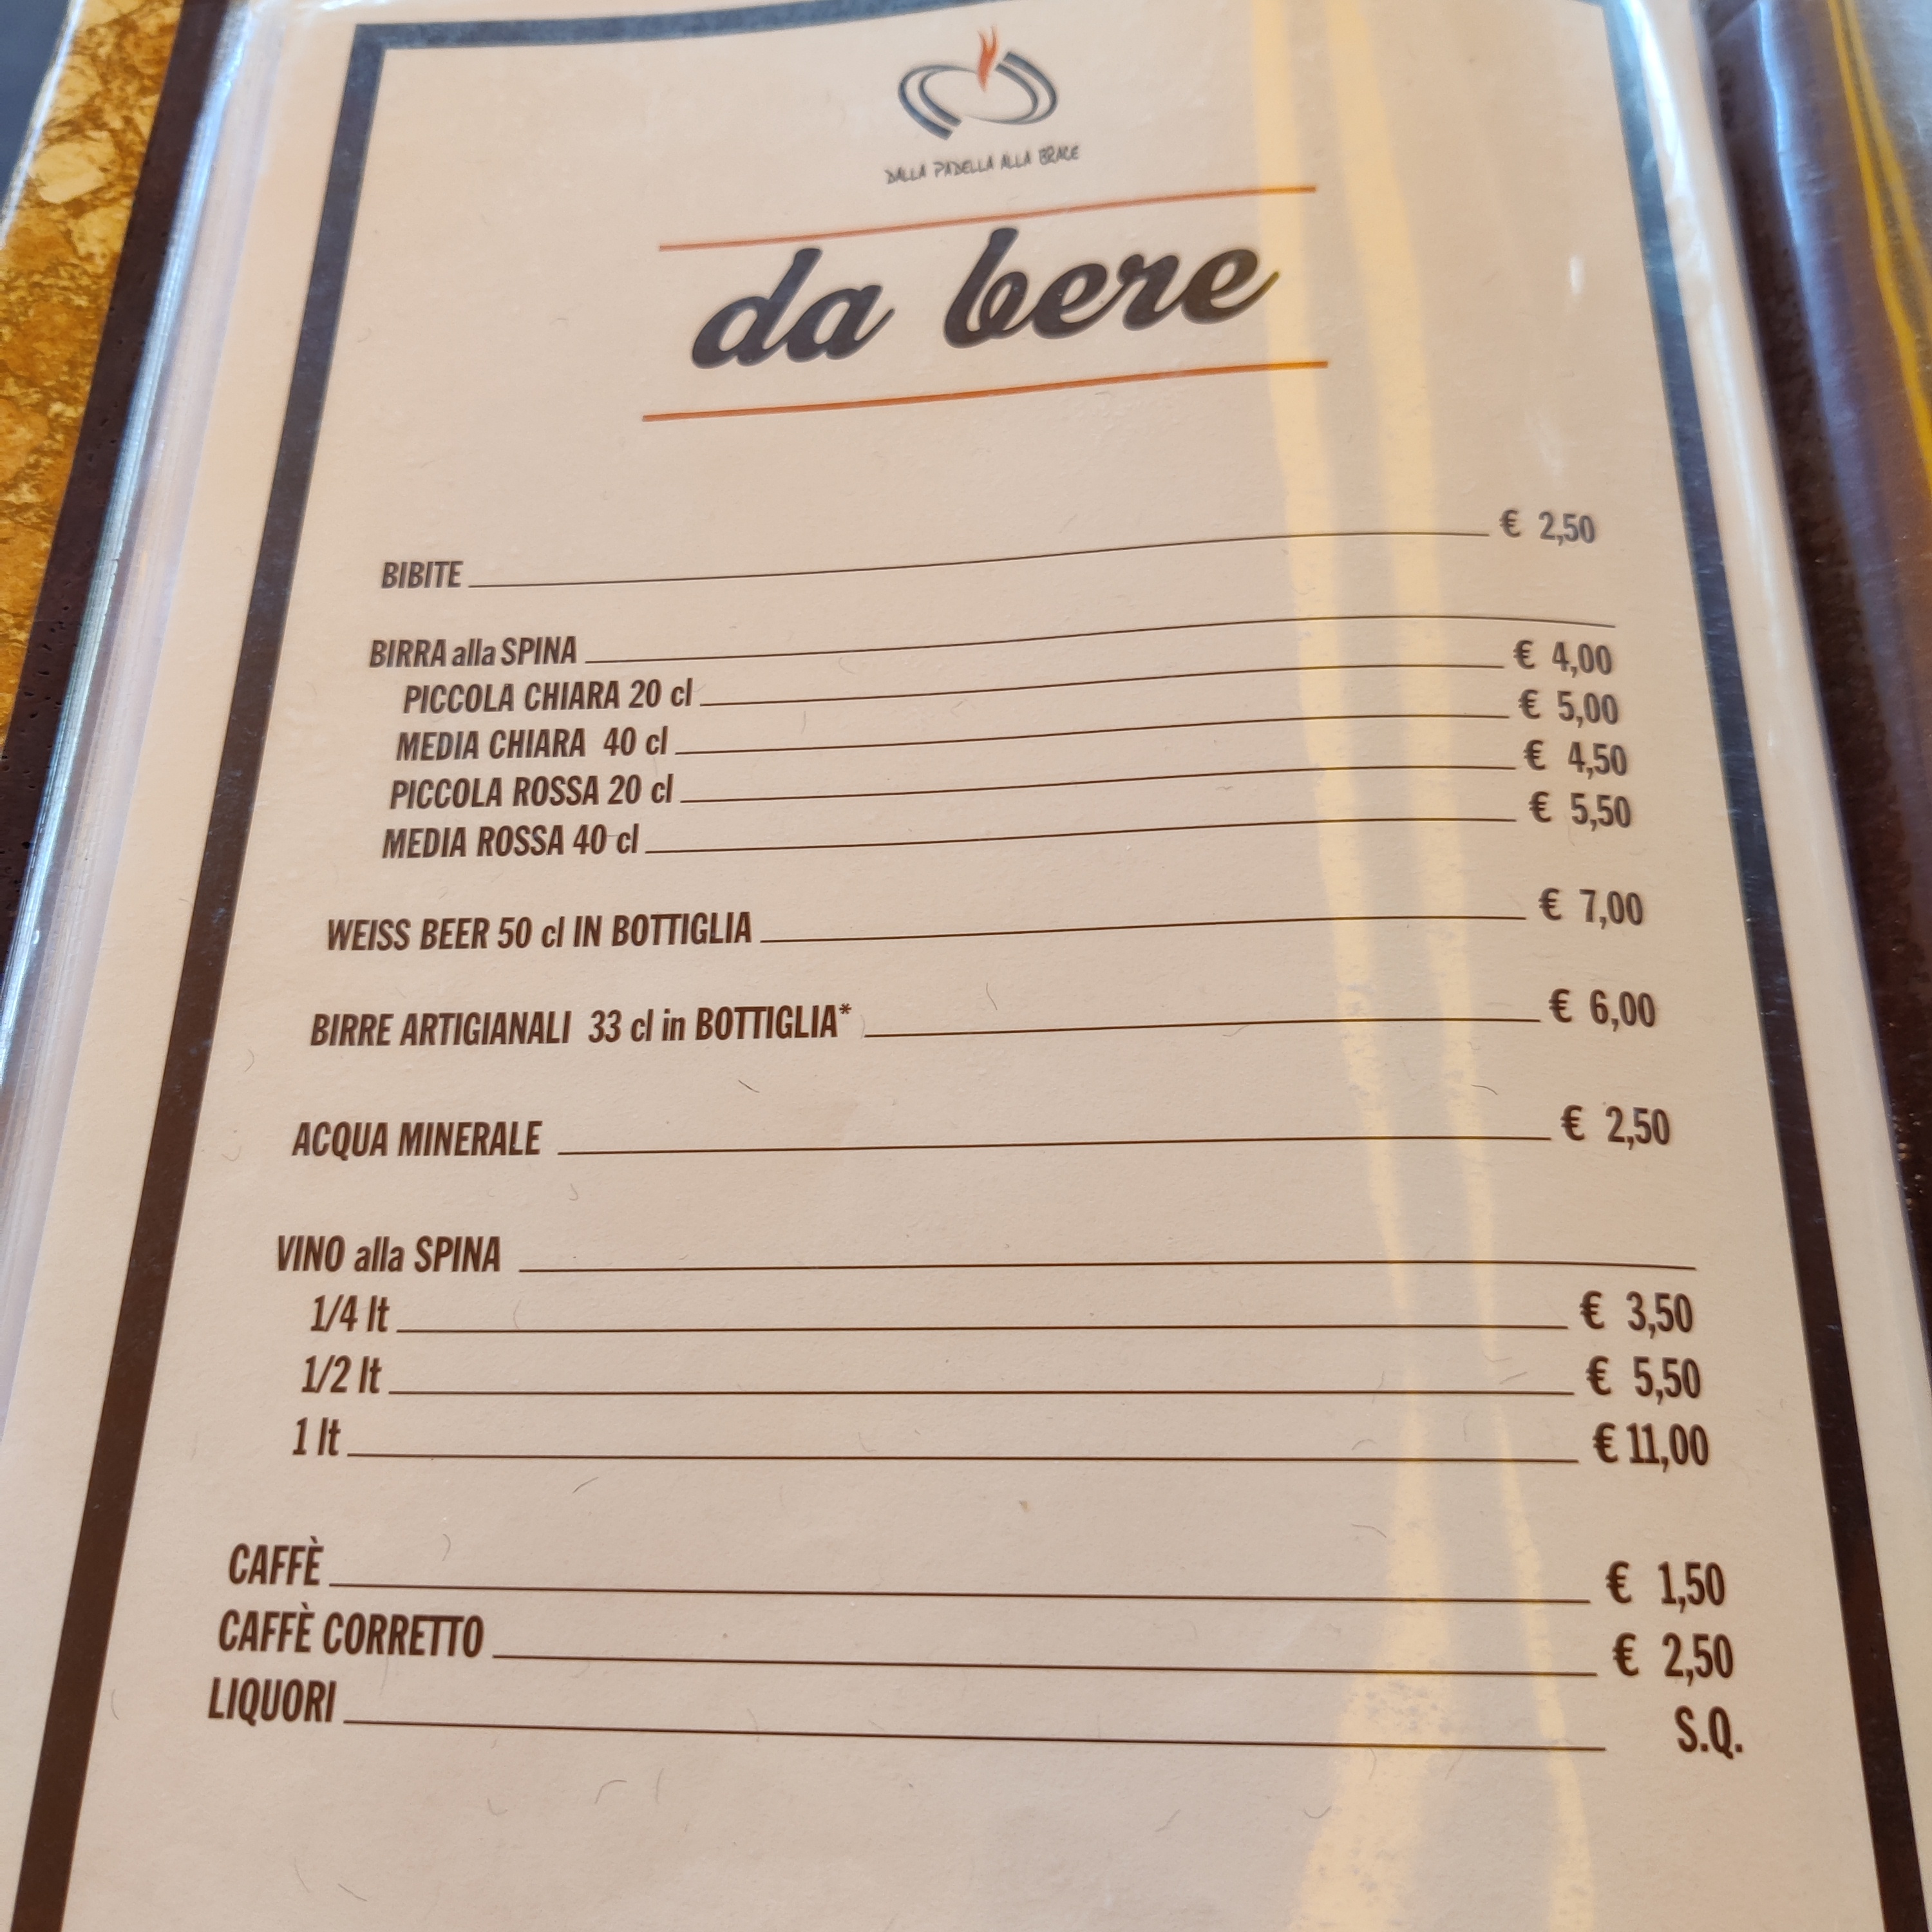 DALLA PADELLA ALLA BRACE
da bere
BIBITE € 2,50
BIRRA alla SPINA
PICCOLA CHIARA 20 cl € 4,00
MEDIA CHIARA 40 cl € 5,00
PICCOLA ROSSA 20 cl € 4,50
MEDIA ROSSA 40 cl € 5,50
WEISS BEER 50 cl IN BOTTIGLIA € 7,00
BIRRE ARTIGIANALI 33 cl in BOTTIGLIA* € 6,00
ACQUA MINERALE € 2,50
VINO alla SPINA
1/4 lt € 3,50
1/2 lt € 5,50
1 lt € 11,00
CAFFÈ € 1,50
CAFFÈ CORRETTO € 2,50
LIQUORI S.Q.